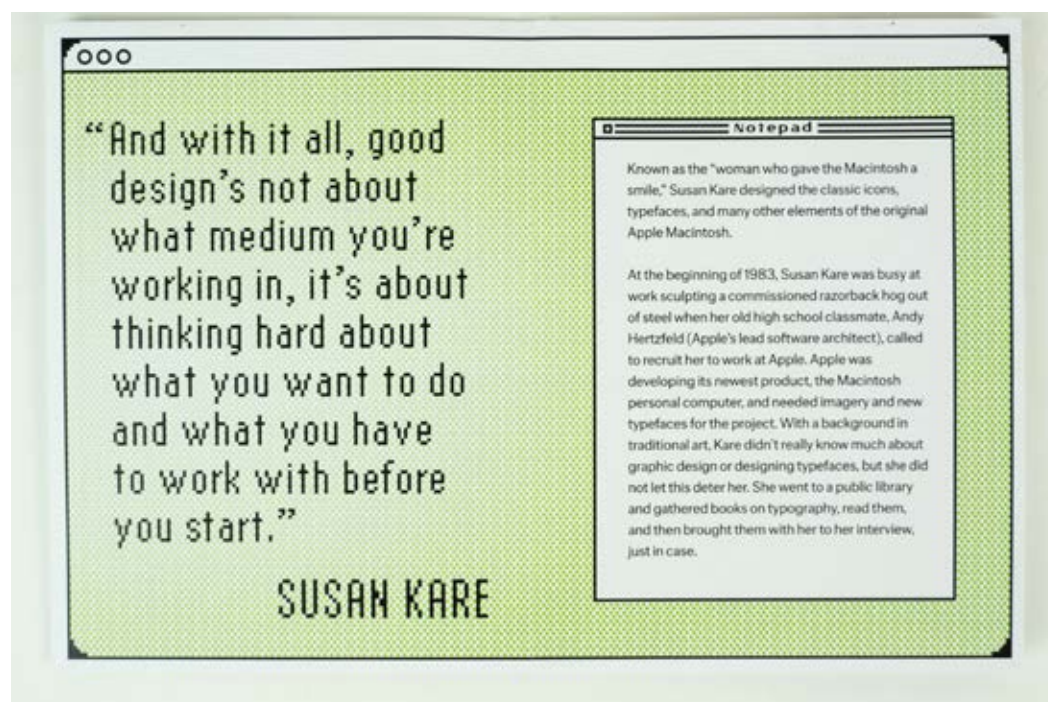 “And with it all, good
design’s not about
what medium you’re
working in, it’s about
thinking hard about
what you want to do
and what you have
to work with before
you start.”
SUSAN KARE
Notepad
Known as the “woman who gave the Macintosh a
smile,” Susan Kare designed the classic icons,
typefaces, and many other elements of the original
Apple Macintosh.
At the beginning of 1983, Susan Kare was busy at
work sculpting a commissioned razorback hog out
of steel when her old high school classmate, Andy
Hertzfeld (Apple’s lead software architect), called
to recruit her to work at Apple. Apple was
developing its newest product, the Macintosh
personal computer, and needed imagery and new
typefaces for the project. With a background in
traditional art, Kare didn’t really know much about
graphic design or designing typefaces, but she did
not let this deter her. She went to a public library
and gathered books on typography, read them,
and then brought them with her to her interview,
just in case.